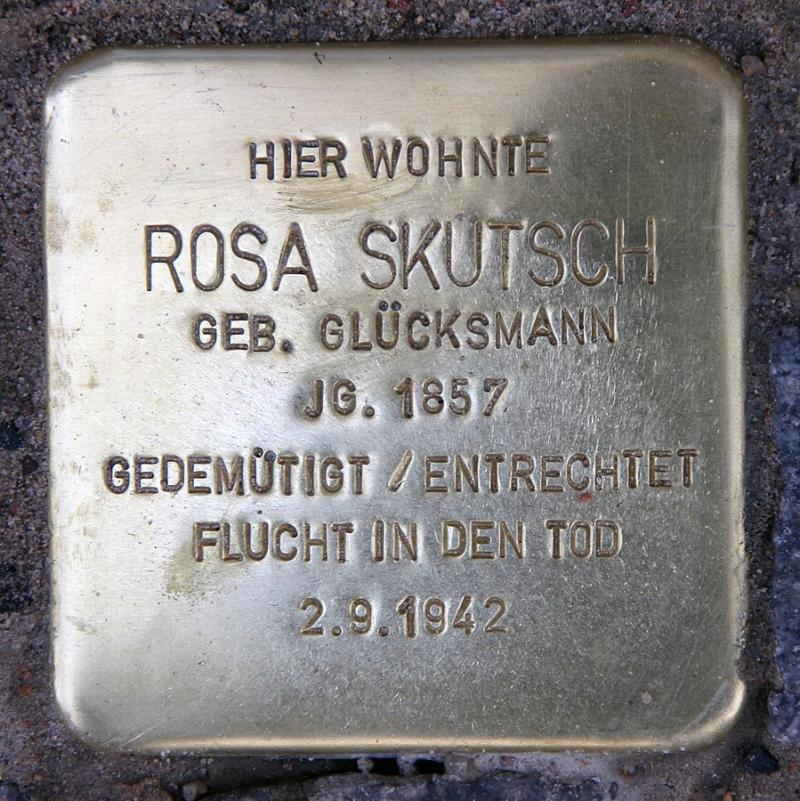 HIER WOHNTE
ROSA SKUTSCH
GEB. GLÜCKSMANN
JG. 1857
GEDEMÜTIGT / ENTRECHTET
FLUCHT IN DEN TOD
2.9.1942